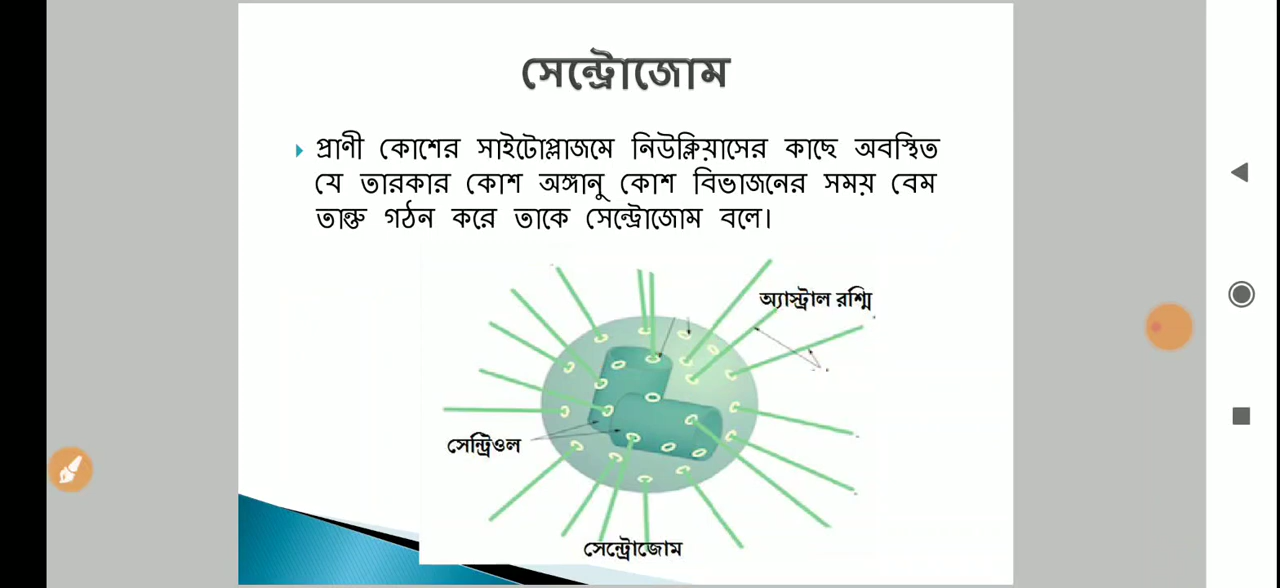 সেন্ট্রোজোম
প্রাণী কোশের সাইটোপ্লাজমে নিউক্লিয়াসের কাছে অবস্থিত
যে তারকার কোশ অঙ্গানু কোশ বিভাজনের সময় বেম
তান্তু গঠন করে তাকে সেন্ট্রোজোম বলে।
অ্যাস্ট্রাল রশ্মি
সেন্ট্রিওল
সেন্ট্রোজোম